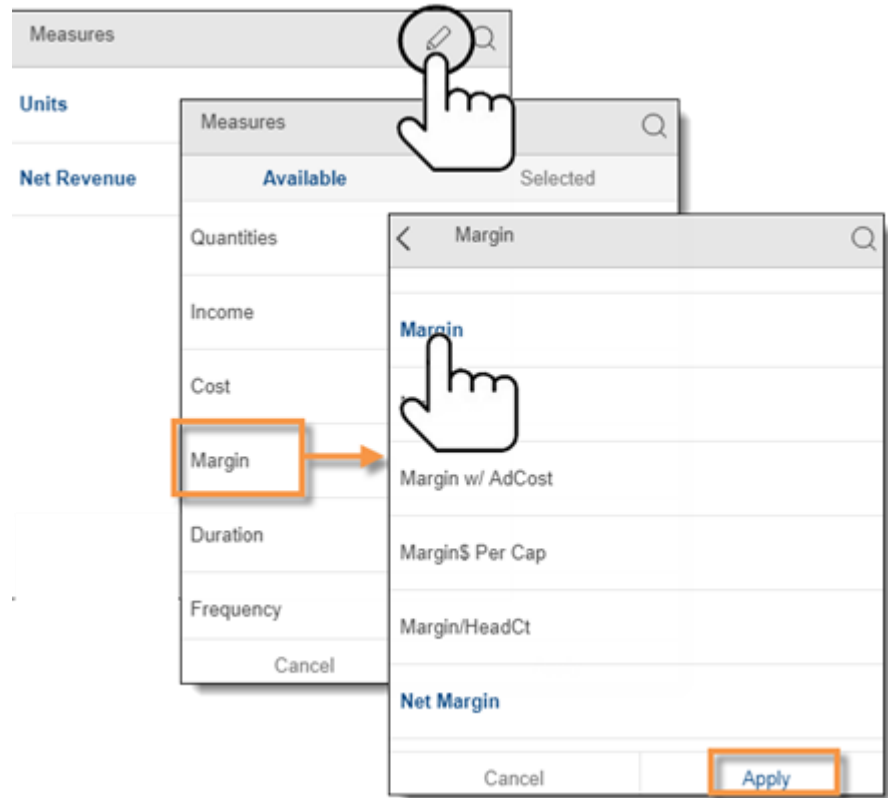 Measures
Units
Net Revenue
Measures
Available Selected
Quantities
Income
Cost
Margin
Duration
Frequency
Cancel
Margin
Margin
Margin w/ AdCost
Margin$ Per Cap
Margin/HeadCt
Net Margin
Cancel Apply